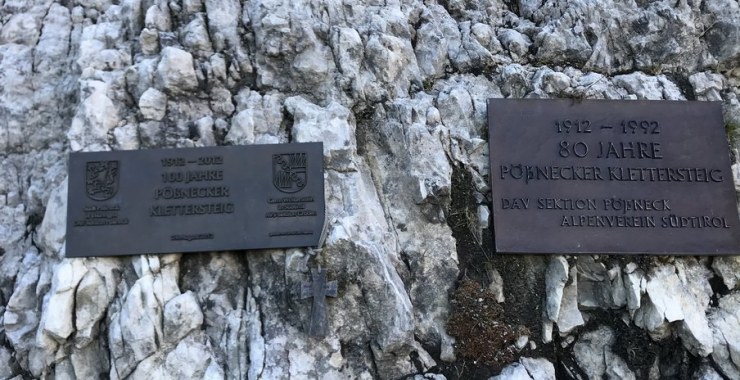 1912 – 2012
100 JAHRE
PÖẞNECKER
KLETTERSTEIG
1912 – 1992
80 JAHRE
PÖẞNECKER KLETTERSTEIG
DAV SEKTION PÖẞNECK
ALPENVEREIN SÜDTIROL